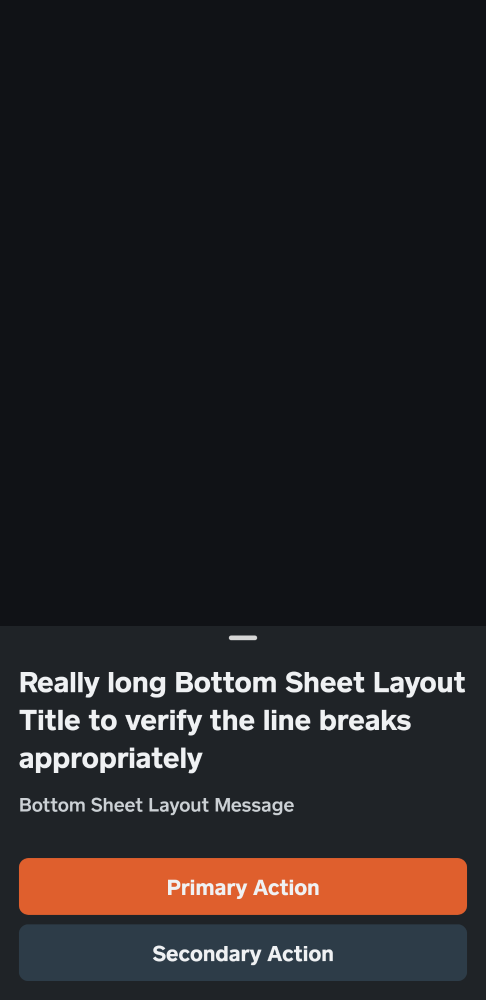 Really long Bottom Sheet Layout
Title to verify the line breaks
appropriately
Bottom Sheet Layout Message
Primary Action
Secondary Action